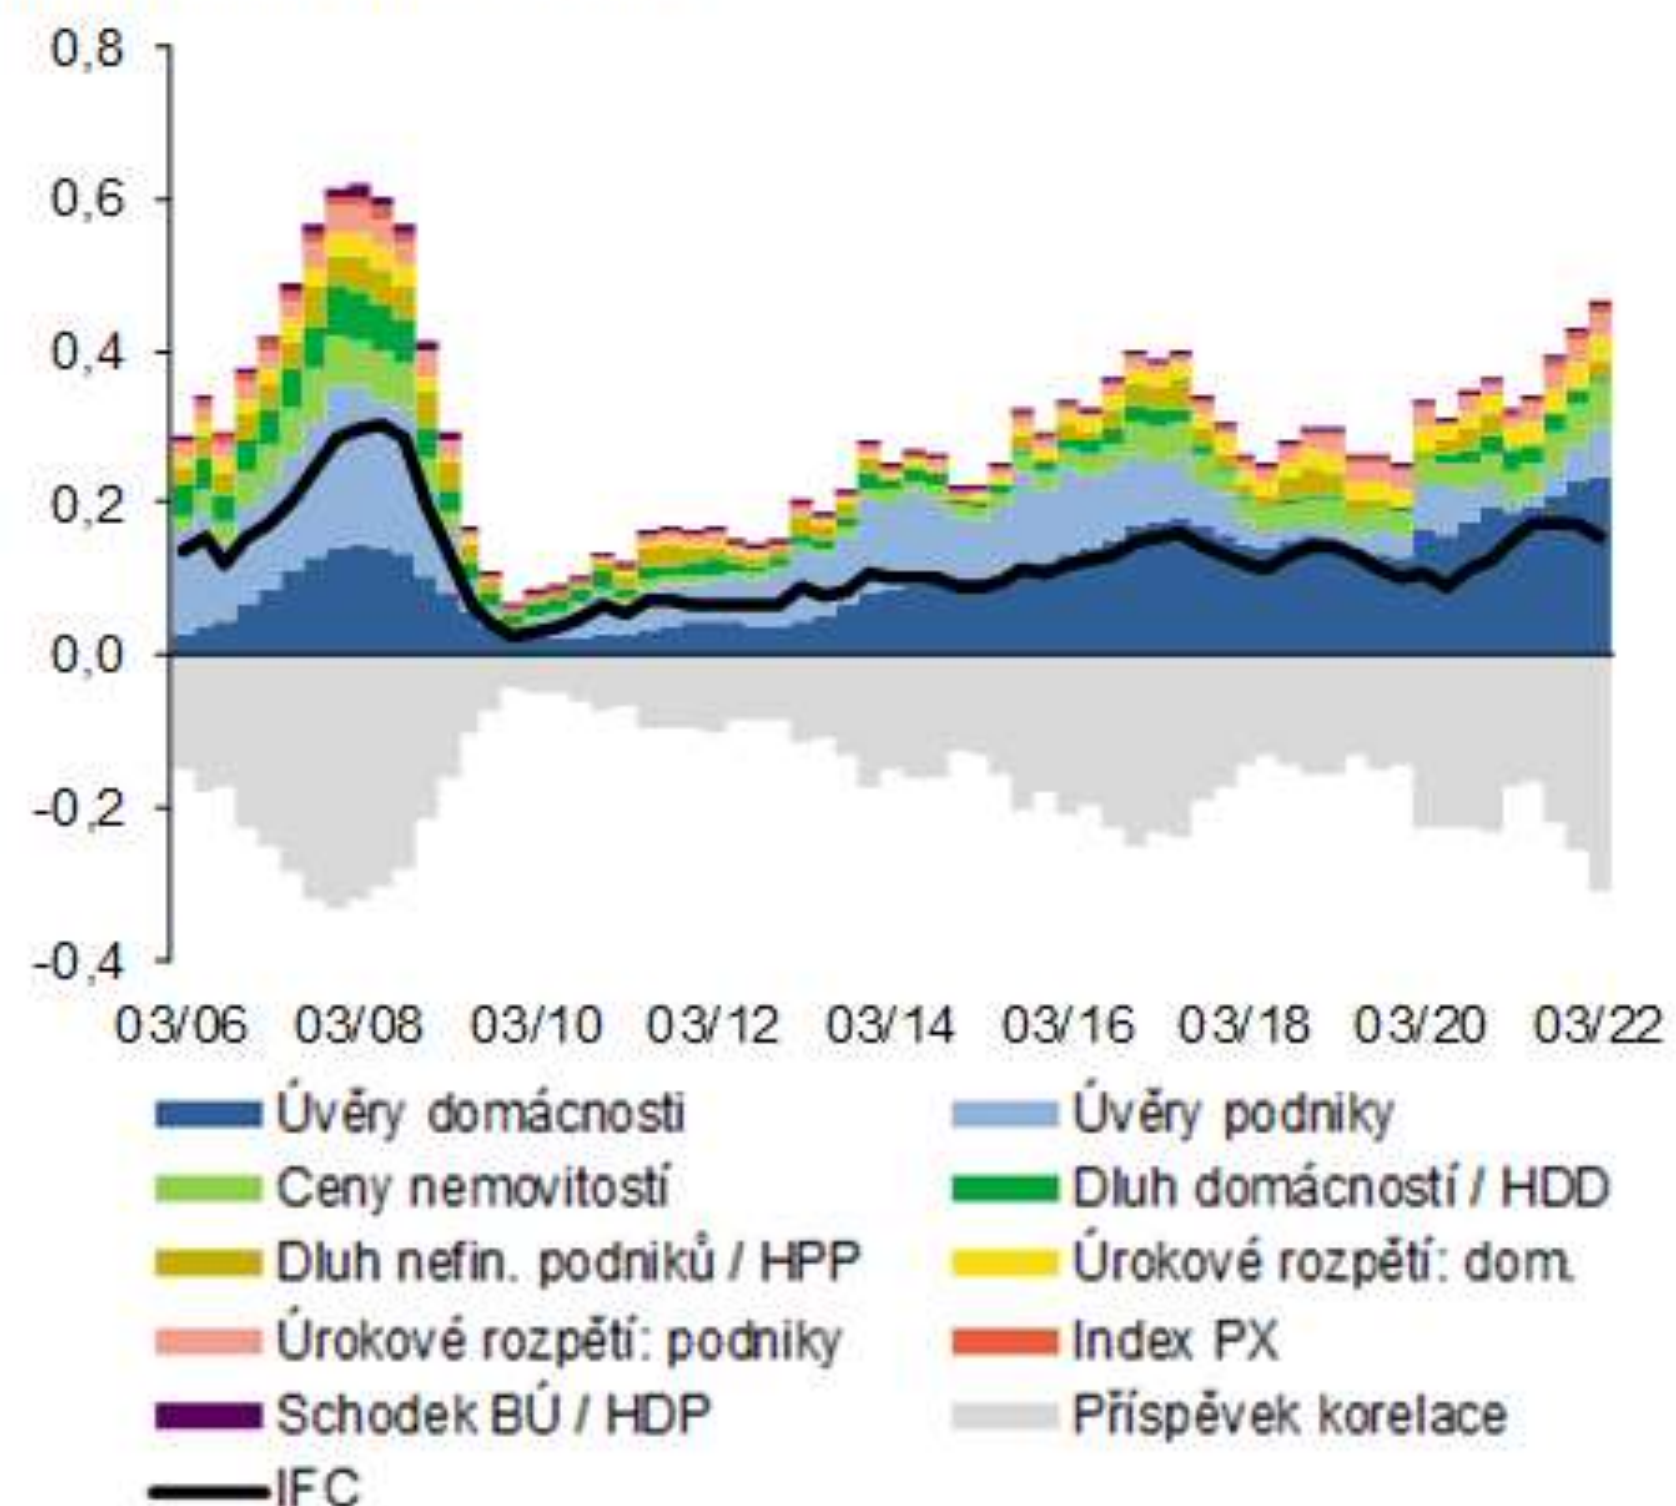 0,8
0,6
0,4
0,2
0,0
-0,2
-0,4
03/06 03/08 03/10 03/12 03/14 03/16 03/18 03/20 03/22
Úvěry domácnosti Úvěry podniky
Ceny nemovitostí Dluh domácností / HDD
Dluh nefin. podniků / HPP Úrokové rozpětí: dom.
Úrokové rozpětí: podniky Index PX
Schodek BÚ / HDP Příspěvek korelace
IFC